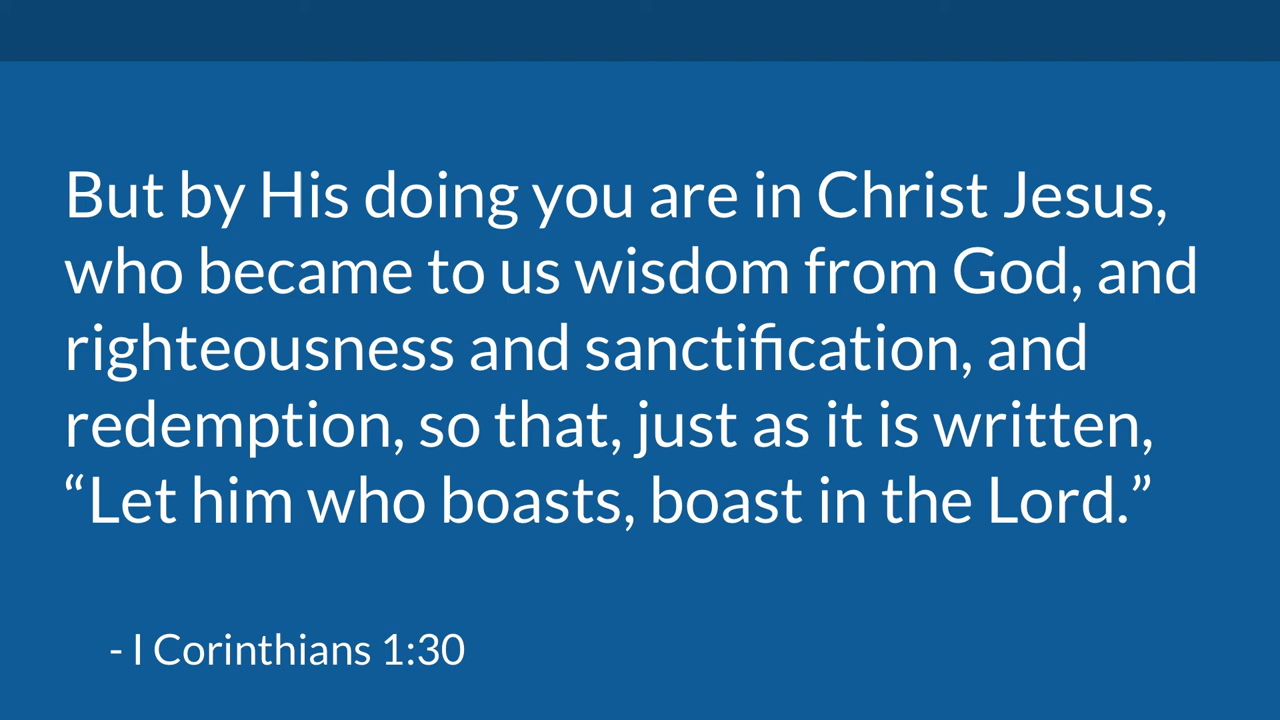 But by His doing you are in Christ Jesus,
who became to us wisdom from God, and
righteousness and sanctification, and
redemption, so that, just as it is written,
“Let him who boasts, boast in the Lord.”
- I Corinthians 1:30